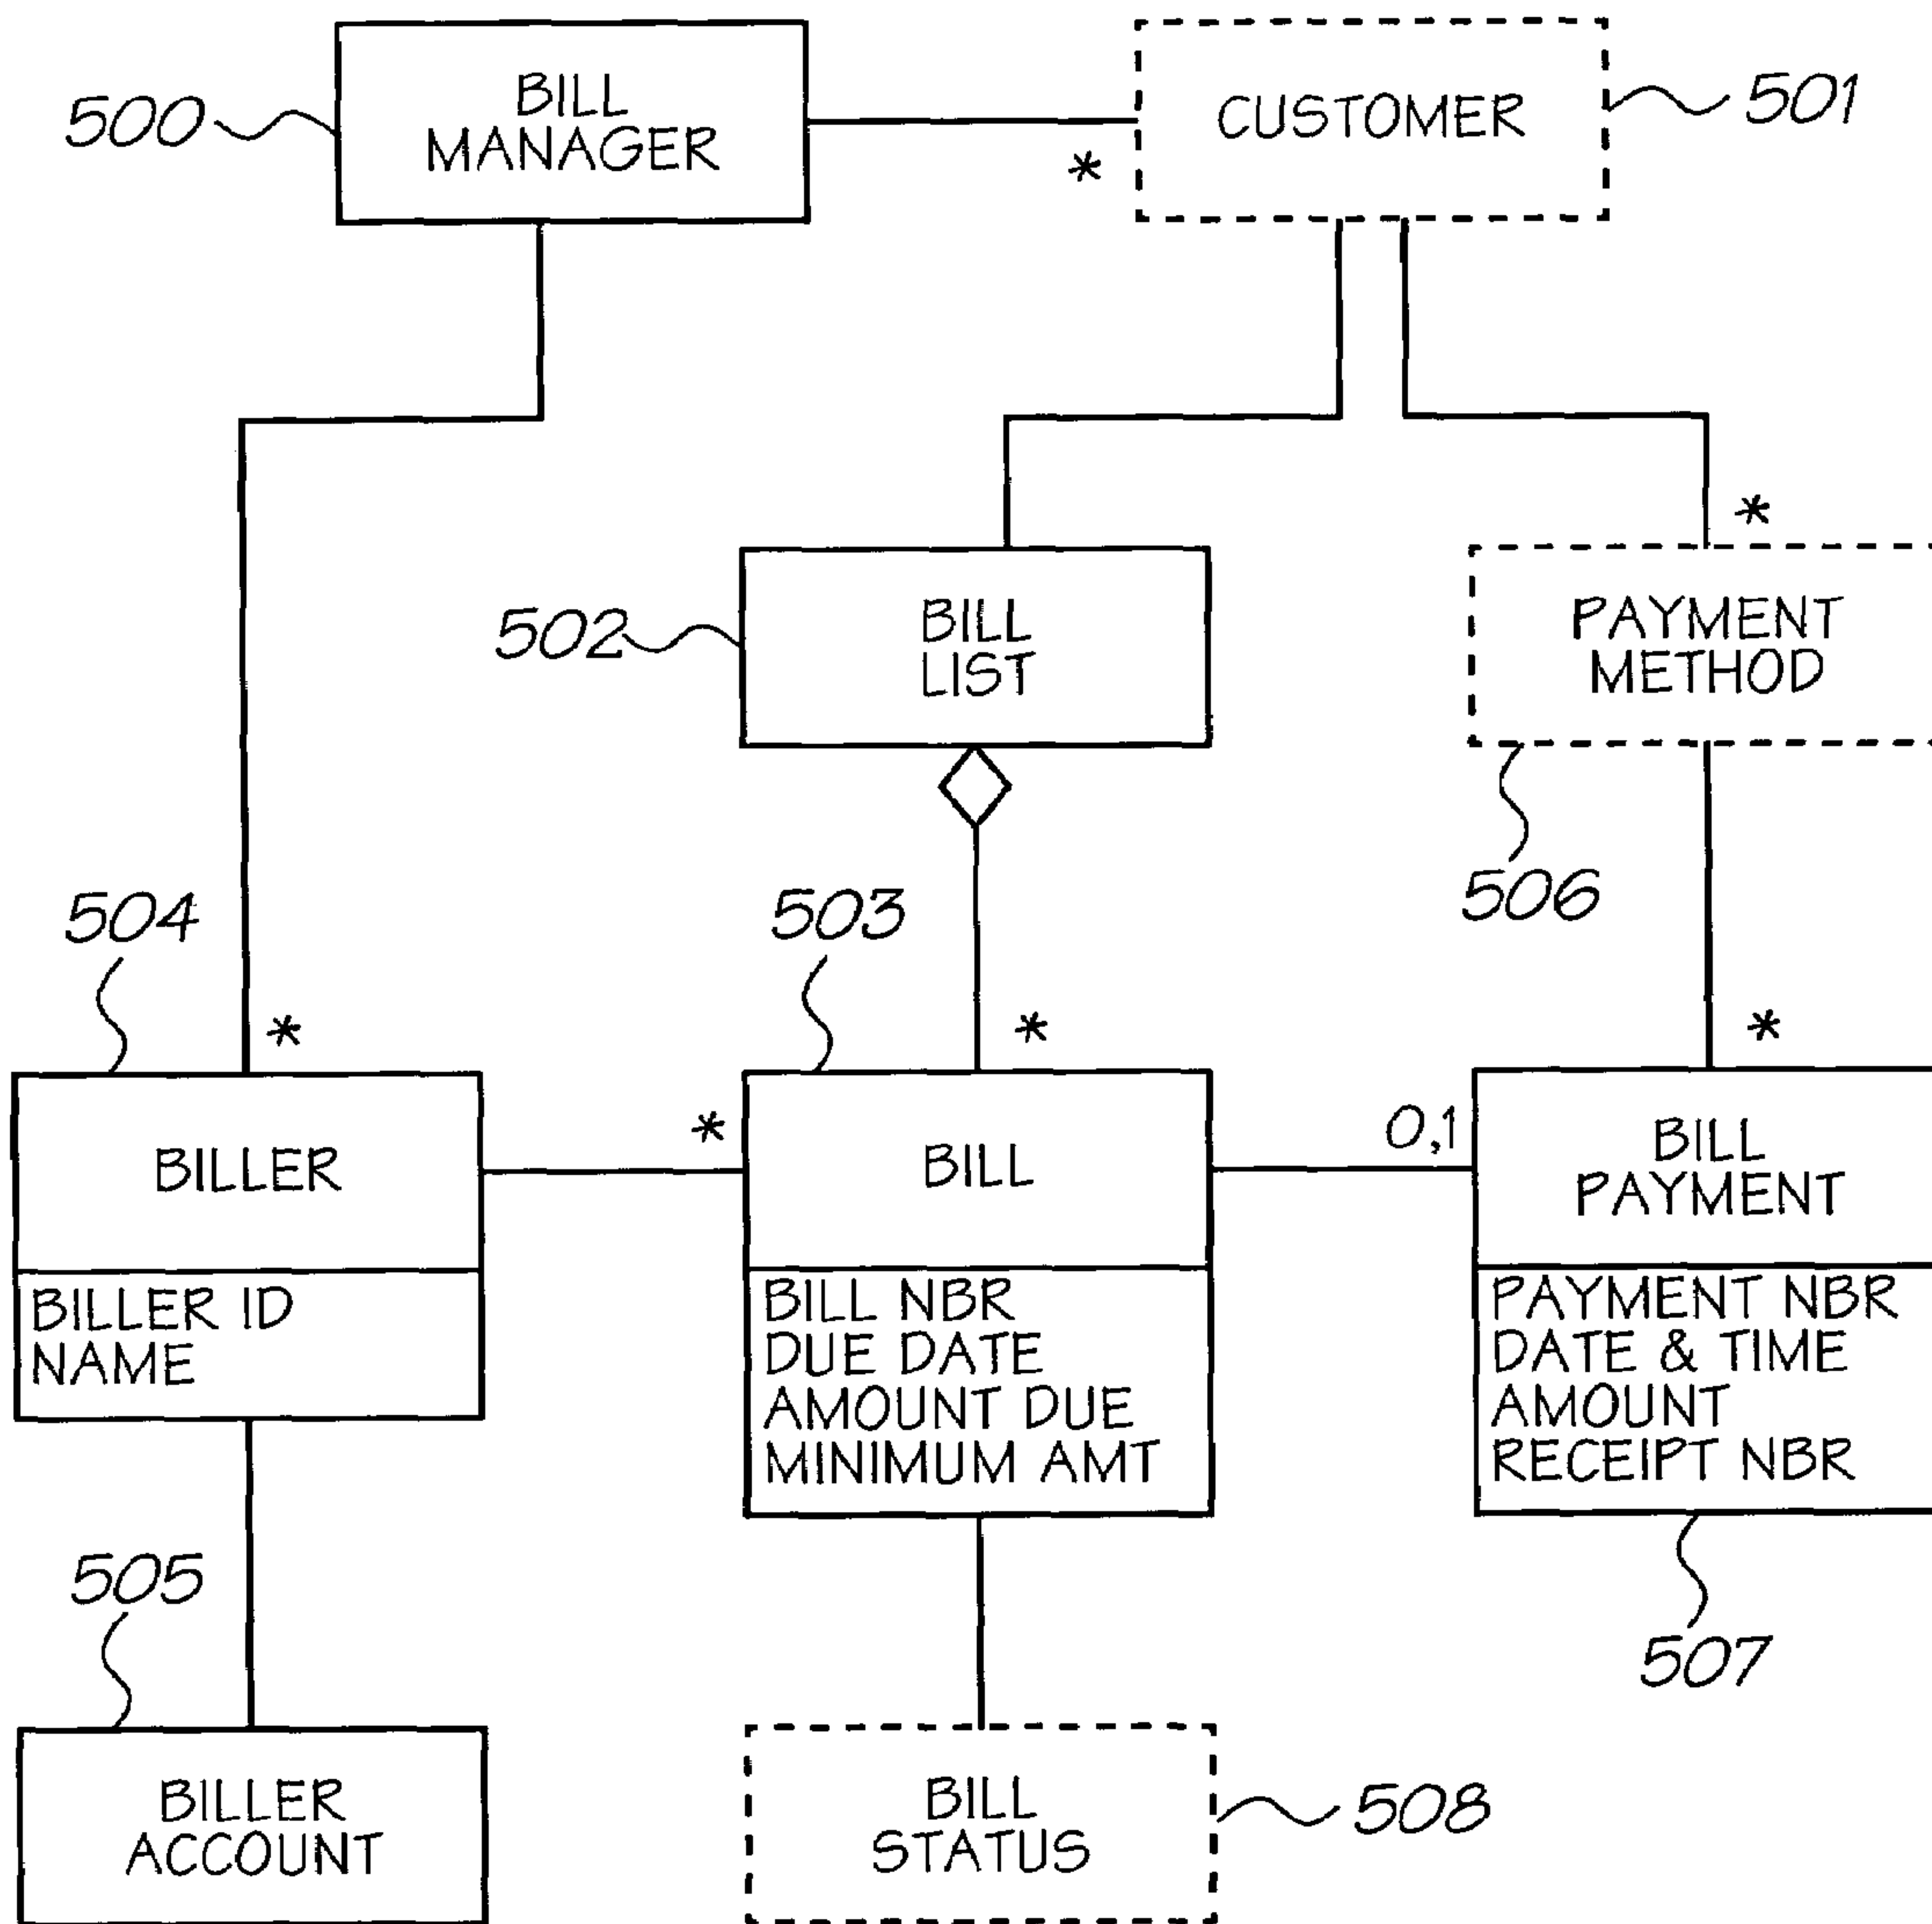 500
BILL
MANAGER
*
CUSTOMER
501
502
BILL
LIST
*
PAYMENT
METHOD
506
504
*
503
*
*
BILLER
BILLER ID
NAME
*
BILL
BILL NBR
DUE DATE
AMOUNT DUE
MINIMUM AMT
0,1
BILL
PAYMENT
PAYMENT NBR
DATE & TIME
AMOUNT
RECEIPT NBR
507
505
BILLER
ACCOUNT
BILL
STATUS
508